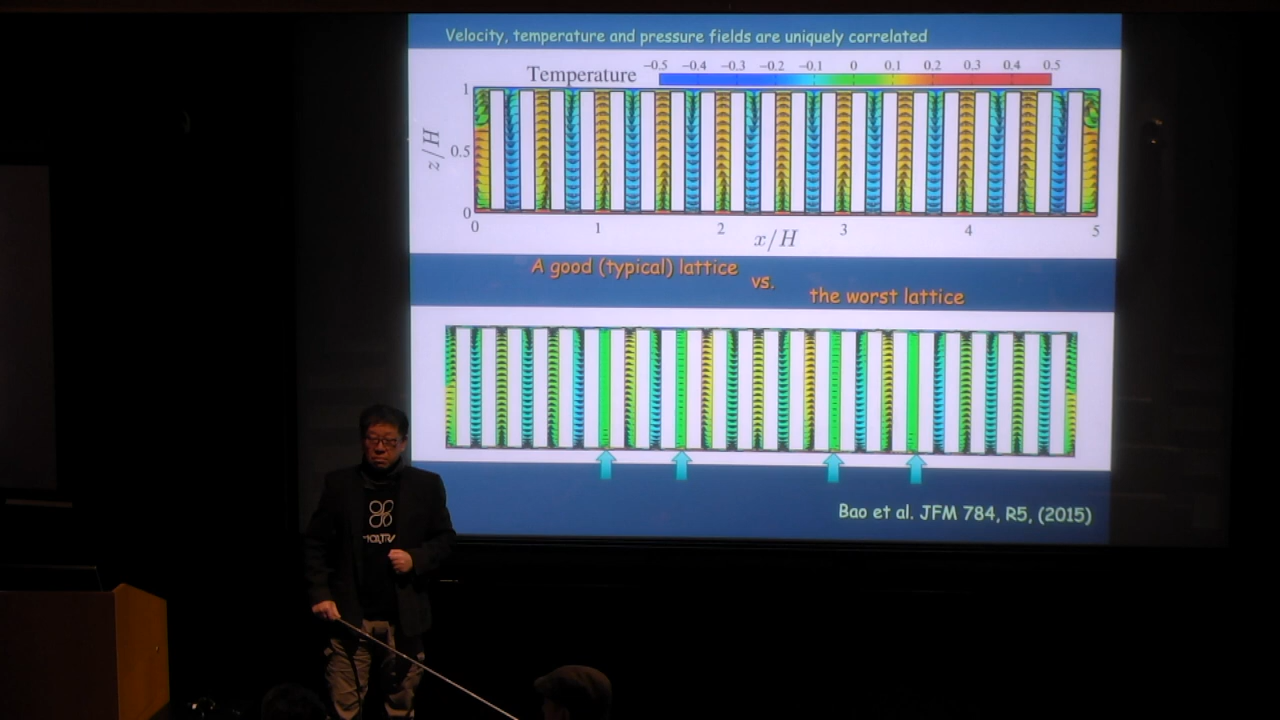 Velocity, temperature and pressure fields are uniquely correlated
Temperature
−0.5 −0.4 −0.3 −0.2 −0.1 0 0.1 0.2 0.3 0.4 0.5
1
z/H
0.5
0
0 1 2 3 4 5
x/H
A good (typical) lattice
vs.
the worst lattice
Bao et al. JFM 784, R5, (2015)